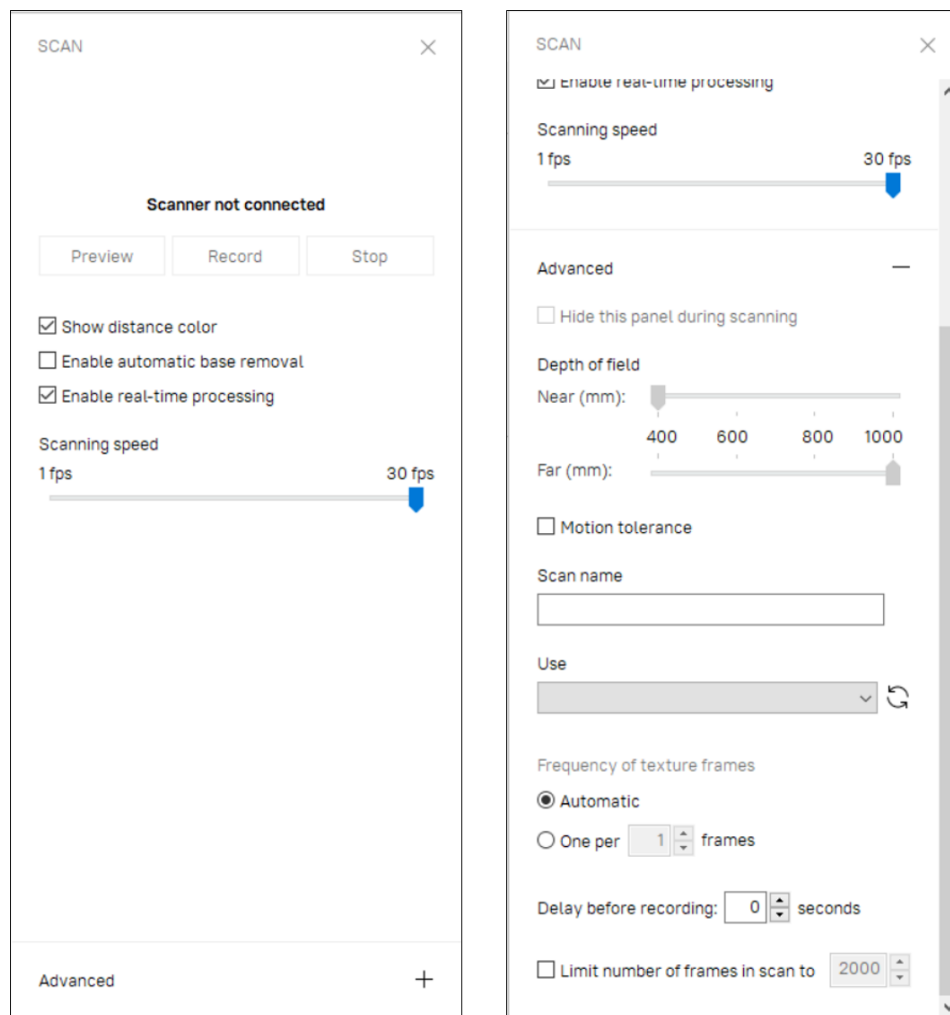 SCAN
Scanner not connected
Preview Record Stop
Show distance color
Enable automatic base removal
Enable real-time processing
Scanning speed
1 fps 30 fps
Advanced
SCAN
Enable real-time processing
Scanning speed
1 fps 30 fps
Advanced
Hide this panel during scanning
Depth of field
Near (mm):
400 600 800 1000
Far (mm):
Motion tolerance
Scan name
Use
Frequency of texture frames
Automatic
One per 1 frames
Delay before recording: 0 seconds
Limit number of frames in scan to 2000